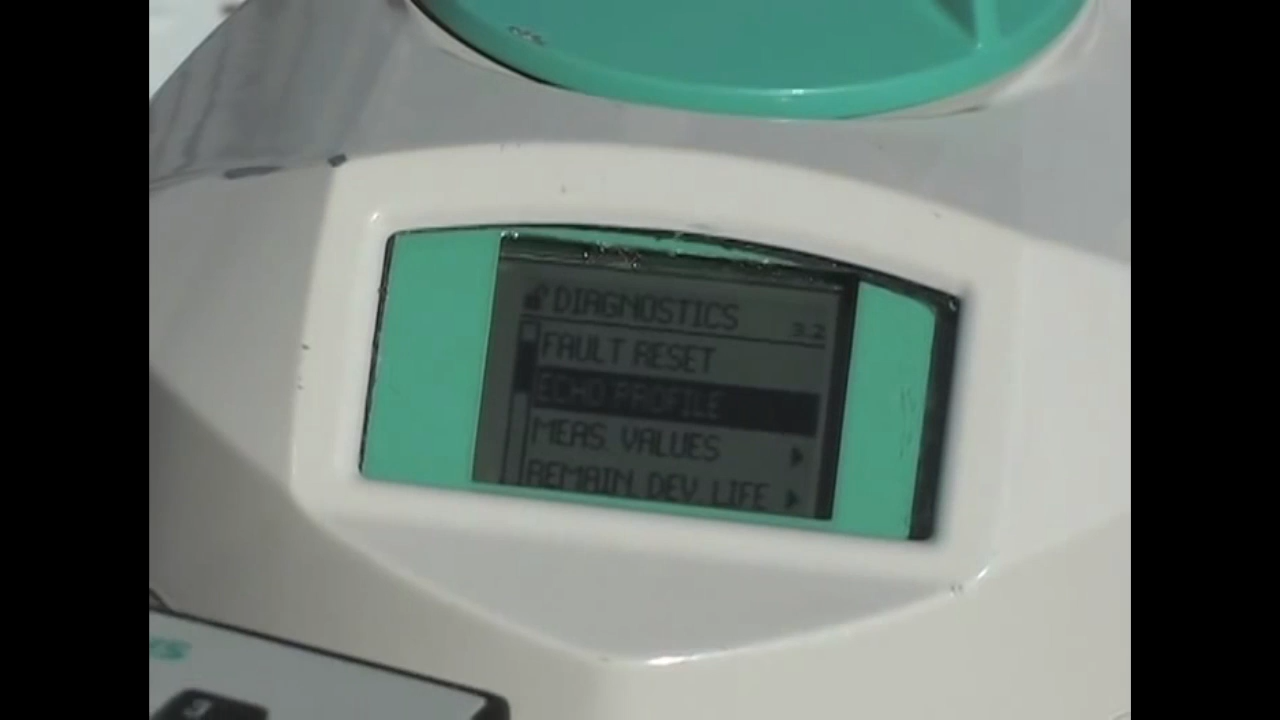 DIAGNOSTICS 3.2
FAULT RESET
ECHO PROFILE
MEAS. VALUES
REMAIN. DEV. LIFE